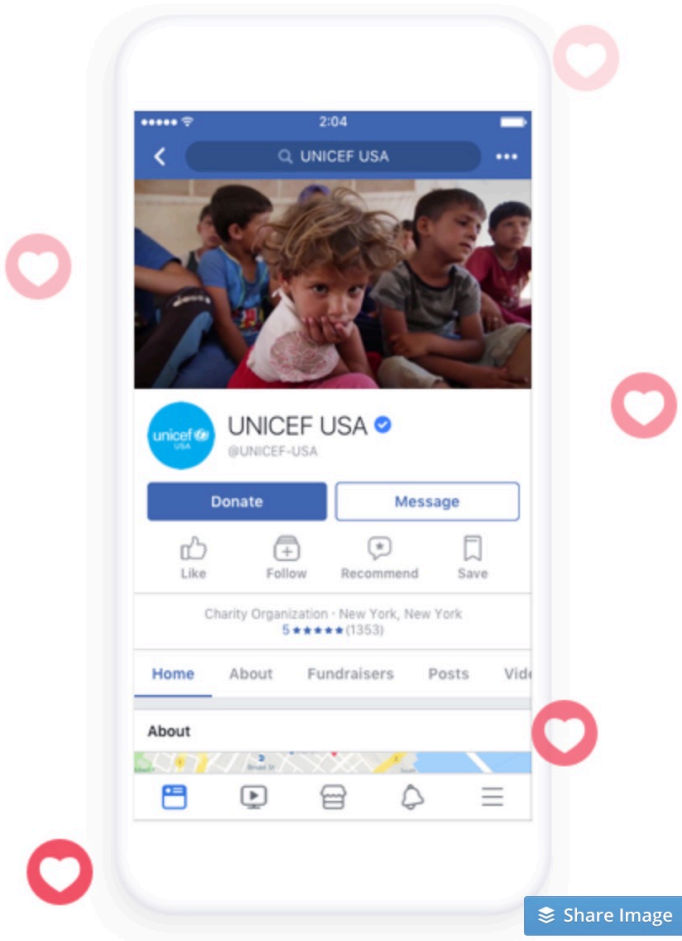 2:04
UNICEF USA
unicef
USA
UNICEF USA
@UNICEF-USA
Donate
Message
Like
Follow
Recommend
Save
Charity Organization · New York, New York
5★★★★★(1353)
Home
About
Fundraisers
Posts
Vide
About
Share Image